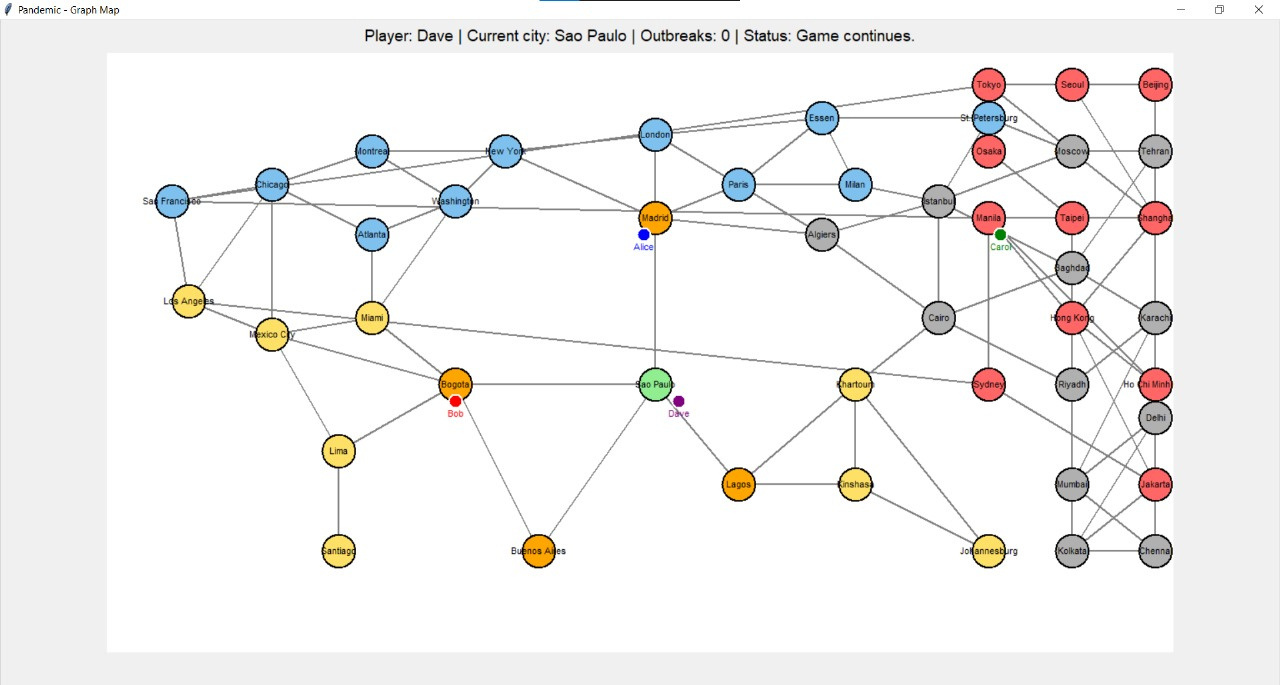 Pandemic - Graph Map
Player: Dave | Current city: Sao Paulo | Outbreaks: 0 | Status: Game continues.
Tokyo
Seoul
Beijing
Essen
St. Petersburg
London
Montreal
New York
Osaka
Moscow
Tehran
Chicago
Paris
Milan
San Francisco
Washington
Istanbul
Madrid
Manila
Taipei
Shanghai
Atlanta
Algiers
Alice
Carol
Baghdad
Los Angeles
Miami
Cairo
Hong Kong
Karachi
Mexico City
Bogota
Sao Paulo
Khartoum
Sydney
Riyadh
Ho Chi Minh
Bob
Dave
Delhi
Lima
Lagos
Kinshasa
Mumbai
Jakarta
Santiago
Buenos Aires
Johannesburg
Kolkata
Chennai